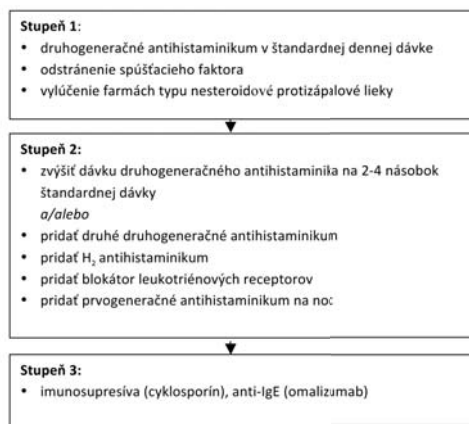 Stupeň 1:
• druhogeneračné antihistaminikum v štandardnej dennej dávke
• odstránenie spúšťacieho faktora
• vylúčenie farmách typu nesteroidové protizápalové lieky
Stupeň 2:
• zvýšiť dávku druhogeneračného antihistaminika na 2-4 násobok
štandardnej dávky
a/alebo
• pridať druhé druhogeneračné antihistaminikum
• pridať H₂ antihistaminikum
• pridať blokátor leukotriénových receptorov
• pridať prvogeneračné antihistaminikum na noc
Stupeň 3:
• imunosupresíva (cyklosporín), anti-IgE (omalizumab)